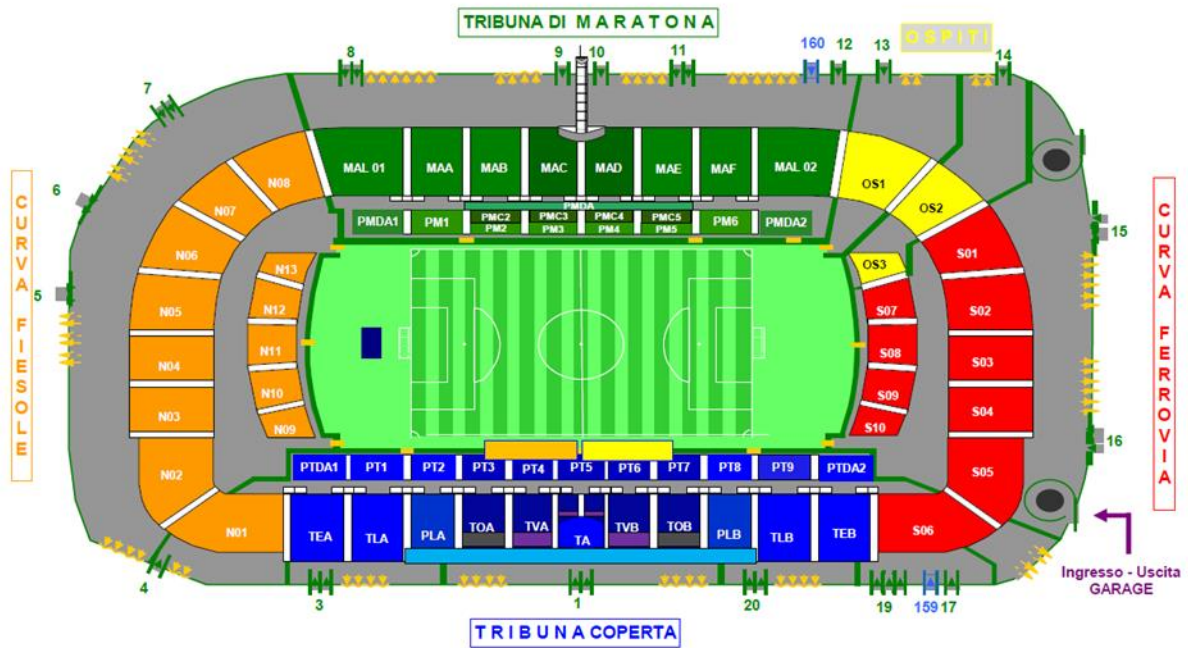 TRIBUNA DI MARATONA
OSPITI
8
9
10
11
160
12
13
14
7
6
5
4
15
16
CURVA FIESOLE
CURVA FERROVIA
MAL 01
MAA
MAB
MAC
MAD
MAE
MAF
MAL 02
PMDA
PMDA1
PM1
PMC2
PMC3
PMC4
PMC5
PM2
PM3
PM4
PM5
PM6
PMDA2
OS1
OS2
OS3
N08
N07
N06
N05
N04
N03
N02
N01
N13
N12
N11
N10
N09
S01
S02
S03
S04
S05
S06
S07
S08
S09
S10
PTDA1
PT1
PT2
PT3
PT4
PT5
PT6
PT7
PT8
PT9
PTDA2
TEA
TLA
PLA
TOA
TVA
TA
TVB
TOB
PLB
TLB
TEB
Ingresso - Uscita
GARAGE
3
1
20
19
159
17
TRIBUNA COPERTA